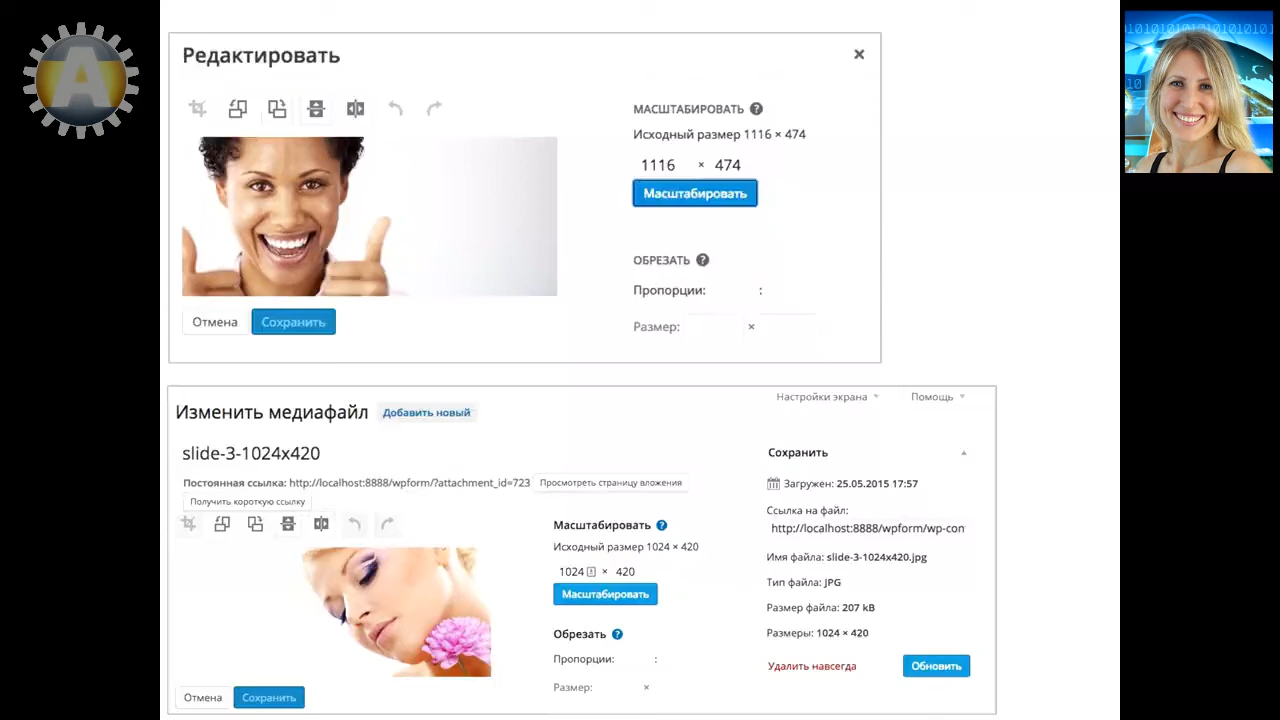 A
1010101010101010101
10
Редактировать
МАСШТАБИРОВАТЬ ?
Исходный размер 1116 × 474
1116 × 474
Масштабировать
ОБРЕЗАТЬ ?
Пропорции: :
Размер: ×
Отмена Сохранить
Настройки экрана Помощь
Изменить медиафайл Добавить новый
slide-3-1024x420
Постоянная ссылка: http://localhost:8888/wpform/?attachment_id=723 Просмотреть страницу вложения
Получить короткую ссылку
Масштабировать ?
Исходный размер 1024 × 420
1024 × 420
Масштабировать
Обрезать ?
Пропорции: :
Размер: ×
Отмена Сохранить
Сохранить
Загружен: 25.05.2015 17:57
Ссылка на файл:
http://localhost:8888/wpform/wp-con
Имя файла: slide-3-1024x420.jpg
Тип файла: JPG
Размер файла: 207 kB
Размеры: 1024 × 420
Удалить навсегда Обновить